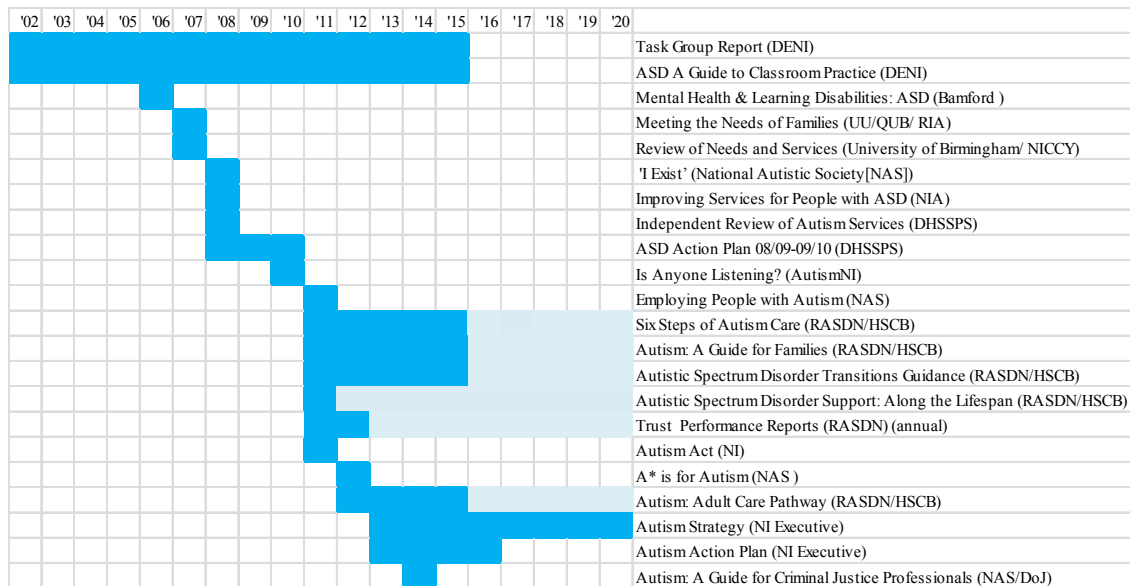 '02 '03 '04 '05 '06 '07 '08 '09 '10 '11 '12 '13 '14 '15 '16 '17 '18 '19 '20
Task Group Report (DENI)
ASD A Guide to Classroom Practice (DENI)
Mental Health & Learning Disabilities: ASD (Bamford )
Meeting the Needs of Families (UU/QUB/ RIA)
Review of Needs and Services (University of Birmingham/ NICCY)
'I Exist’ (National Autistic Society[NAS])
Improving Services for People with ASD (NIA)
Independent Review of Autism Services (DHSSPS)
ASD Action Plan 08/09-09/10 (DHSSPS)
Is Anyone Listening? (AutismNI)
Employing People with Autism (NAS)
Six Steps of Autism Care (RASDN/HSCB)
Autism: A Guide for Families (RASDN/HSCB)
Autistic Spectrum Disorder Transitions Guidance (RASDN/HSCB)
Autistic Spectrum Disorder Support: Along the Lifespan (RASDN/HSCB)
Trust Performance Reports (RASDN) (annual)
Autism Act (NI)
A* is for Autism (NAS )
Autism: Adult Care Pathway (RASDN/HSCB)
Autism Strategy (NI Executive)
Autism Action Plan (NI Executive)
Autism: A Guide for Criminal Justice Professionals (NAS/DoJ)